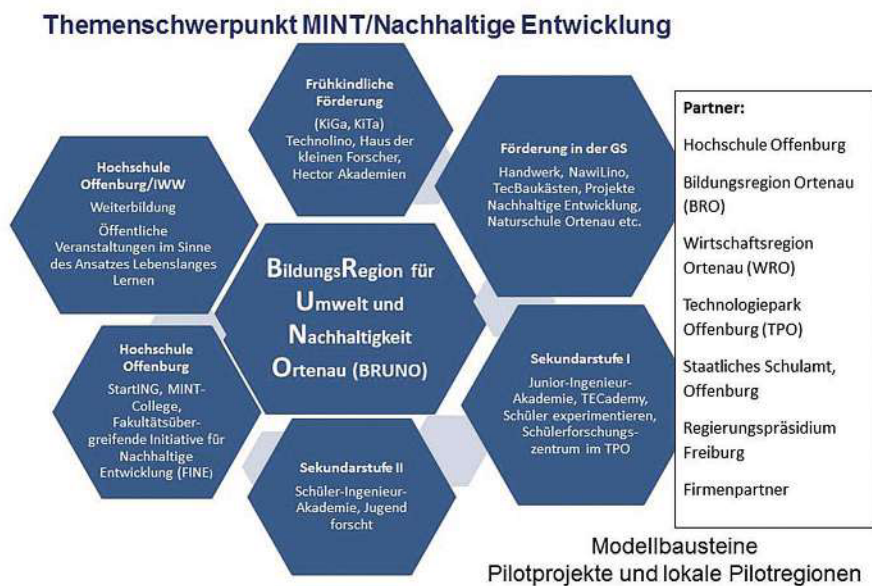 Themenschwerpunkt MINT/Nachhaltige Entwicklung
Frühkindliche
Förderung
(KiGa, KiTa)
Technolino, Haus der
kleinen Forscher,
Hector Akademien
Förderung in der GS
Handwerk, NawiLino,
TecBaukästen, Projekte
Nachhaltige Entwicklung,
Naturschule Ortenau etc.
Hochschule
Offenburg/IWW
Weiterbildung
Öffentliche
Veranstaltungen im Sinne
des Ansatzes Lebenslanges
Lernen
BildungsRegion für
Umwelt und
Nachhaltigkeit
Ortenau (BRUNO)
Hochschule
Offenburg
StartING, MINT-
College,
Fakultätsüber-
greifende Initiative für
Nachhaltige
Entwicklung (FINE)
Sekundarstufe I
Junior-Ingenieur-
Akademie, TECademy,
Schüler experimentieren,
Schülerforschungs-
zentrum im TPO
Sekundarstufe II
Schüler-Ingenieur-
Akademie, Jugend
forscht
Partner:
Hochschule Offenburg
Bildungsregion Ortenau
(BRO)
Wirtschaftsregion
Ortenau (WRO)
Technologiepark
Offenburg (TPO)
Staatliches Schulamt,
Offenburg
Regierungspräsidium
Freiburg
Firmenpartner
Modellbausteine
Pilotprojekte und lokale Pilotregionen